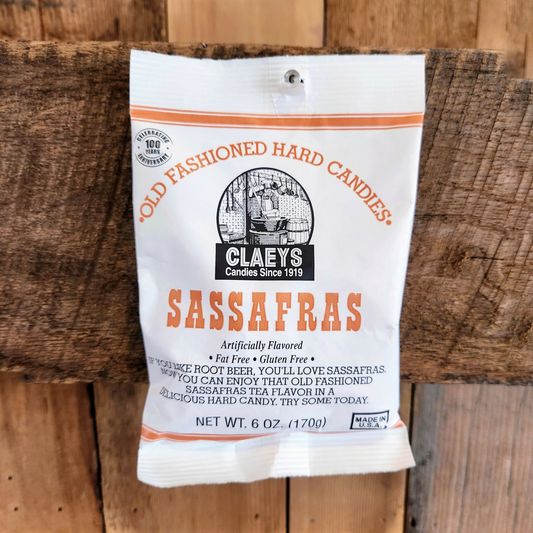 CELEBRATING
100
YEARS
ANNIVERSARY
•OLD FASHIONED HARD CANDIES•
CLAEYS
Candies Since 1919
SASSAFRAS
Artificially Flavored
• Fat Free • Gluten Free •
IF YOU LIKE ROOT BEER, YOU'LL LOVE SASSAFRAS.
NOW YOU CAN ENJOY THAT OLD FASHIONED
SASSAFRAS TEA FLAVOR IN A
DELICIOUS HARD CANDY. TRY SOME TODAY.
NET WT. 6 OZ. (170g)
MADE IN
U.S.A.